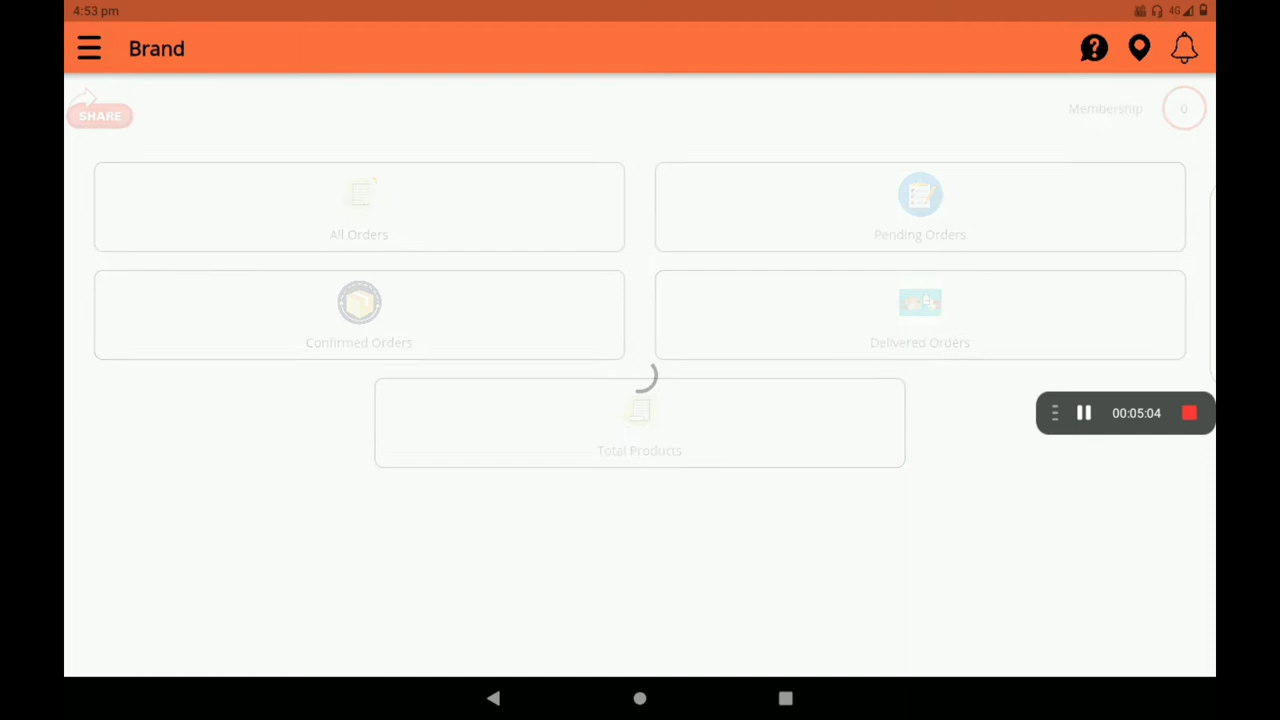 4:53 pm
4G
Brand
SHARE
Membership
0
All Orders
Pending Orders
Confirmed Orders
Delivered Orders
Total Products
00:05:04